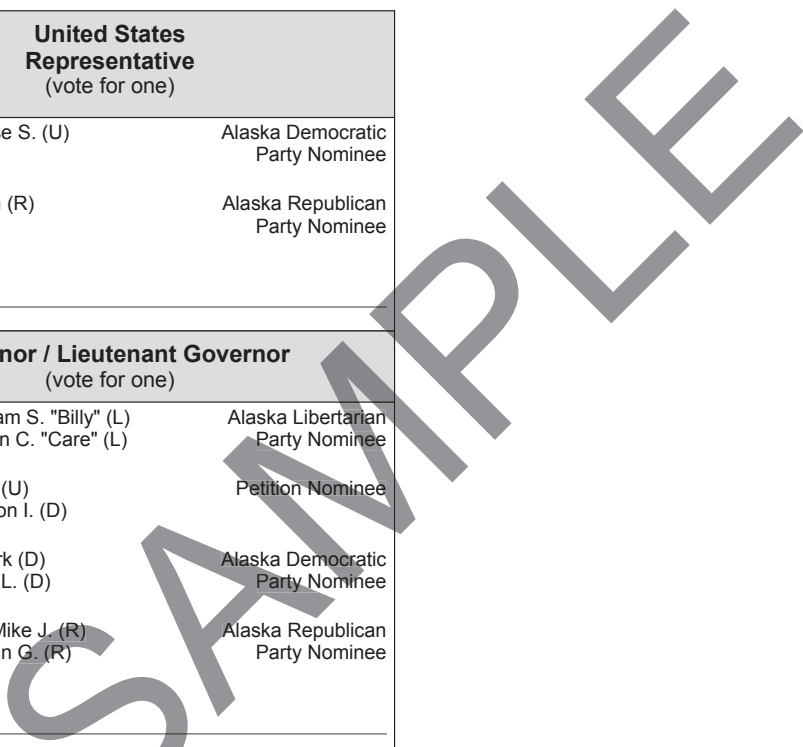 United States
Representative
(vote for one)
e S. (U) Alaska Democratic
Party Nominee
(R) Alaska Republican
Party Nominee
nor / Lieutenant Governor
(vote for one)
am S. "Billy" (L) Alaska Libertarian
n C. "Care" (L) Party Nominee
(U) Petition Nominee
on I. (D)
rk (D) Alaska Democratic
L. (D) Party Nominee
Mike J. (R) Alaska Republican
n G. (R) Party Nominee
SAMPLE